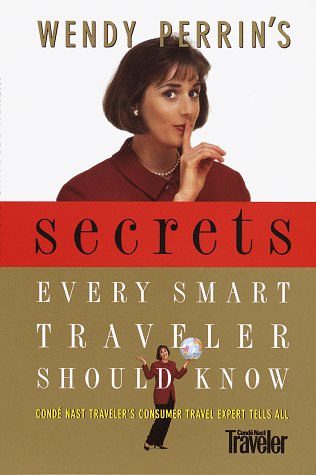 WENDY PERRIN'S
secrets
EVERY SMART
TRAVELER
SHOULD KNOW
CONDÉ NAST TRAVELER'S CONSUMER TRAVEL EXPERT TELLS ALL
Condé Nast
Traveler